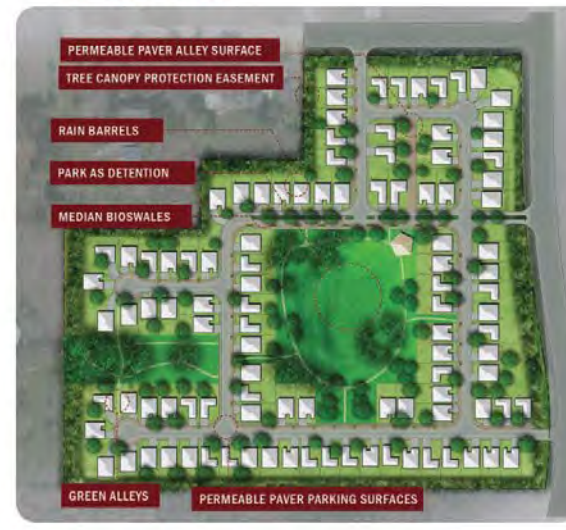 PERMEABLE PAVER ALLEY SURFACE
TREE CANOPY PROTECTION EASEMENT
RAIN BARRELS
PARK AS DETENTION
MEDIAN BIOSWALES
GREEN ALLEYS
PERMEABLE PAVER PARKING SURFACES